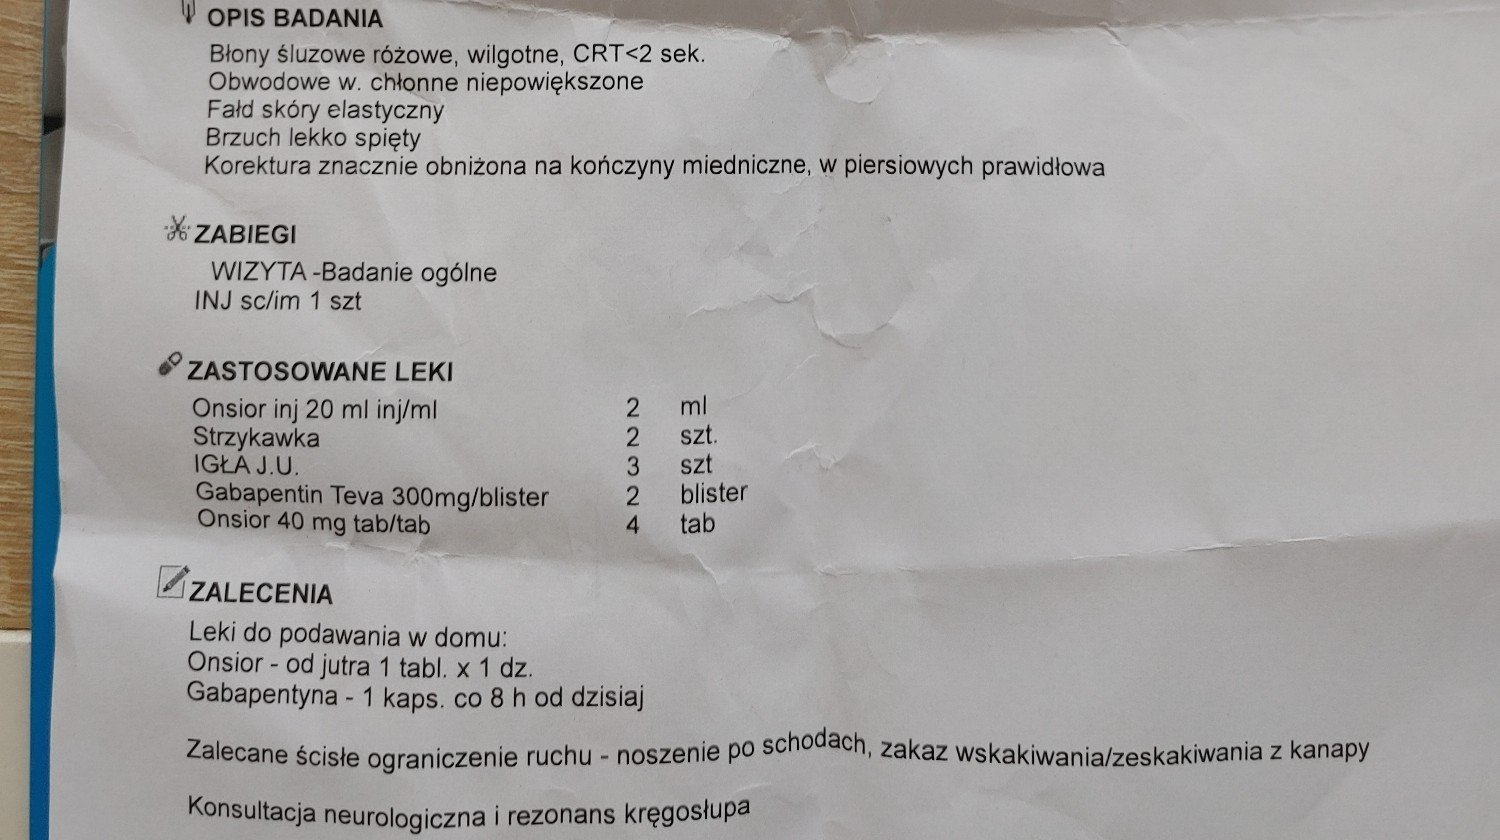 OPIS BADANIA
Błony śluzowe różowe, wilgotne, CRT<2 sek.
Obwodowe w. chłonne niepowiększone
Fałd skóry elastyczny
Brzuch lekko spięty
Korektura znacznie obniżona na kończyny miedniczne, w piersiowych prawidłowa
ZABIEGI
WIZYTA -Badanie ogólne
INJ sc/im 1 szt
ZASTOSOWANE LEKI
Onsior inj 20 ml inj/ml 2 ml
Strzykawka 2 szt.
IGŁA J.U. 3 szt
Gabapentin Teva 300mg/blister 2 blister
Onsior 40 mg tab/tab 4 tab
ZALECENIA
Leki do podawania w domu:
Onsior - od jutra 1 tabl. x 1 dz.
Gabapentyna - 1 kaps. co 8 h od dzisiaj
Zalecane ścisłe ograniczenie ruchu - noszenie po schodach, zakaz wskakiwania/zeskakiwania z kanapy
Konsultacja neurologiczna i rezonans kręgosłupa